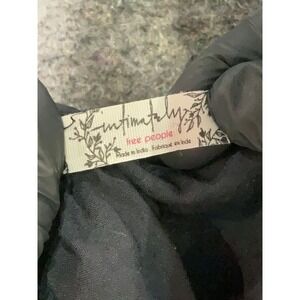 intimately
free people
Made in India . Fabriqué en Inde